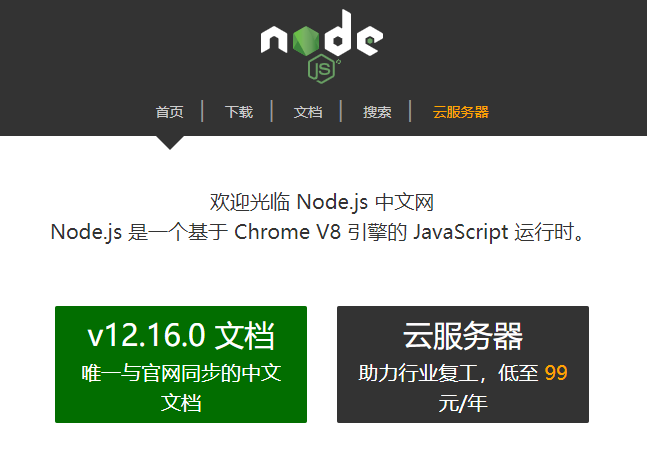 node
JS
首页 | 下载 | 文档 | 搜索 | 云服务器
欢迎光临 Node.js 中文网
Node.js 是一个基于 Chrome V8 引擎的 JavaScript 运行时。
v12.16.0 文档
唯一与官网同步的中文
文档
云服务器
助力行业复工，低至 99
元/年